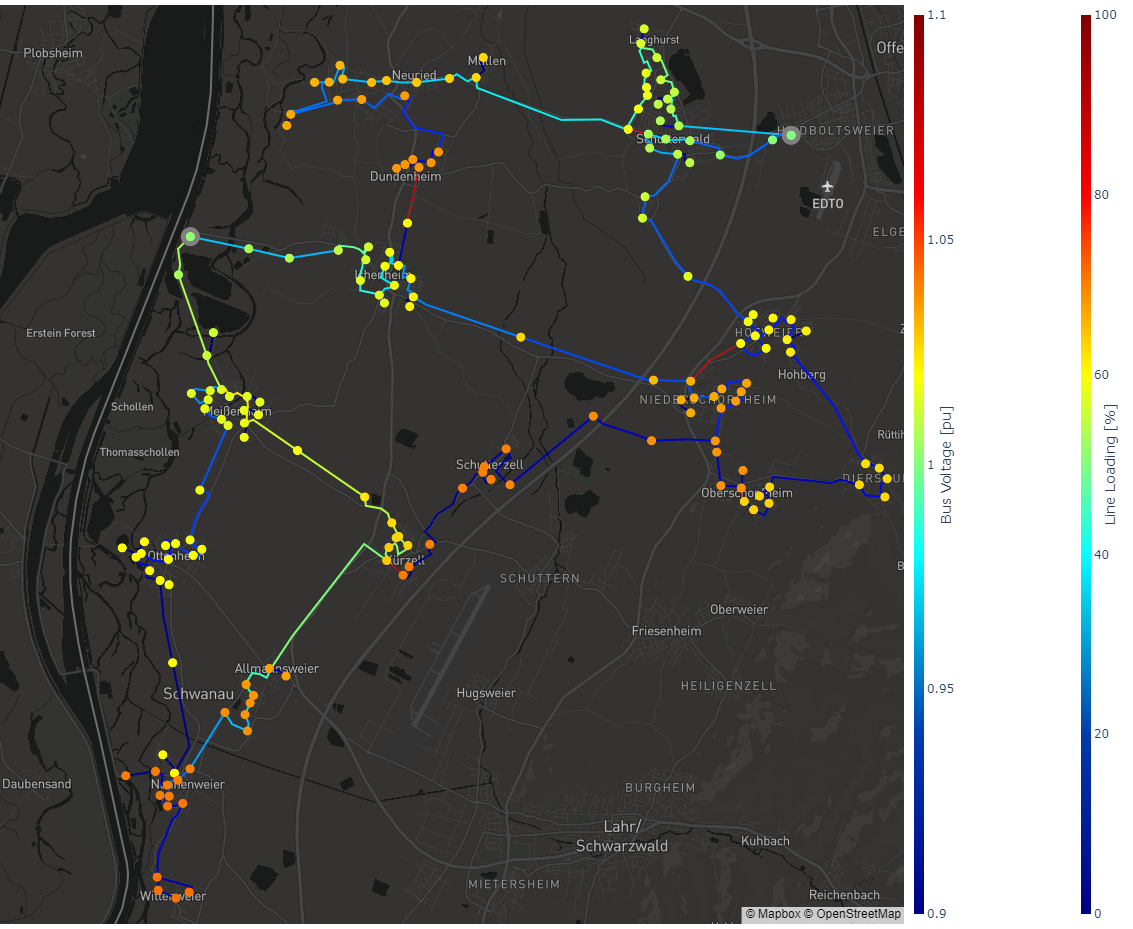 Plobsheim
Langhurst
Offe
Müllen
Neuried
HILDBOLTSWEIER
Schutterwald
Dundenheim
EDTO
ELGE
Ichenheim
Erstein Forest
HOFWEIER
Z
Hohberg
Schollen
NIEDERSCHOPFHEIM
Meißenheim
Rütti
Thomasschollen
Schutterzell
DIERSBU
Oberschopfheim
Ottenheim
Kürzell
B
SCHUTTERN
Oberweier
Friesenheim
Allmannsweier
HEILIGENZELL
Schwanau
Hugsweier
Daubensand
Nonnenweier
BURGHEIM
Lahr/
Schwarzwald
Kuhbach
MIETERSHEIM
Wittenweier
Reichenbach
© Mapbox © OpenStreetMap
1.1
1.05
1
0.95
0.9
Bus Voltage [pu]
100
80
60
40
20
0
Line Loading [%]